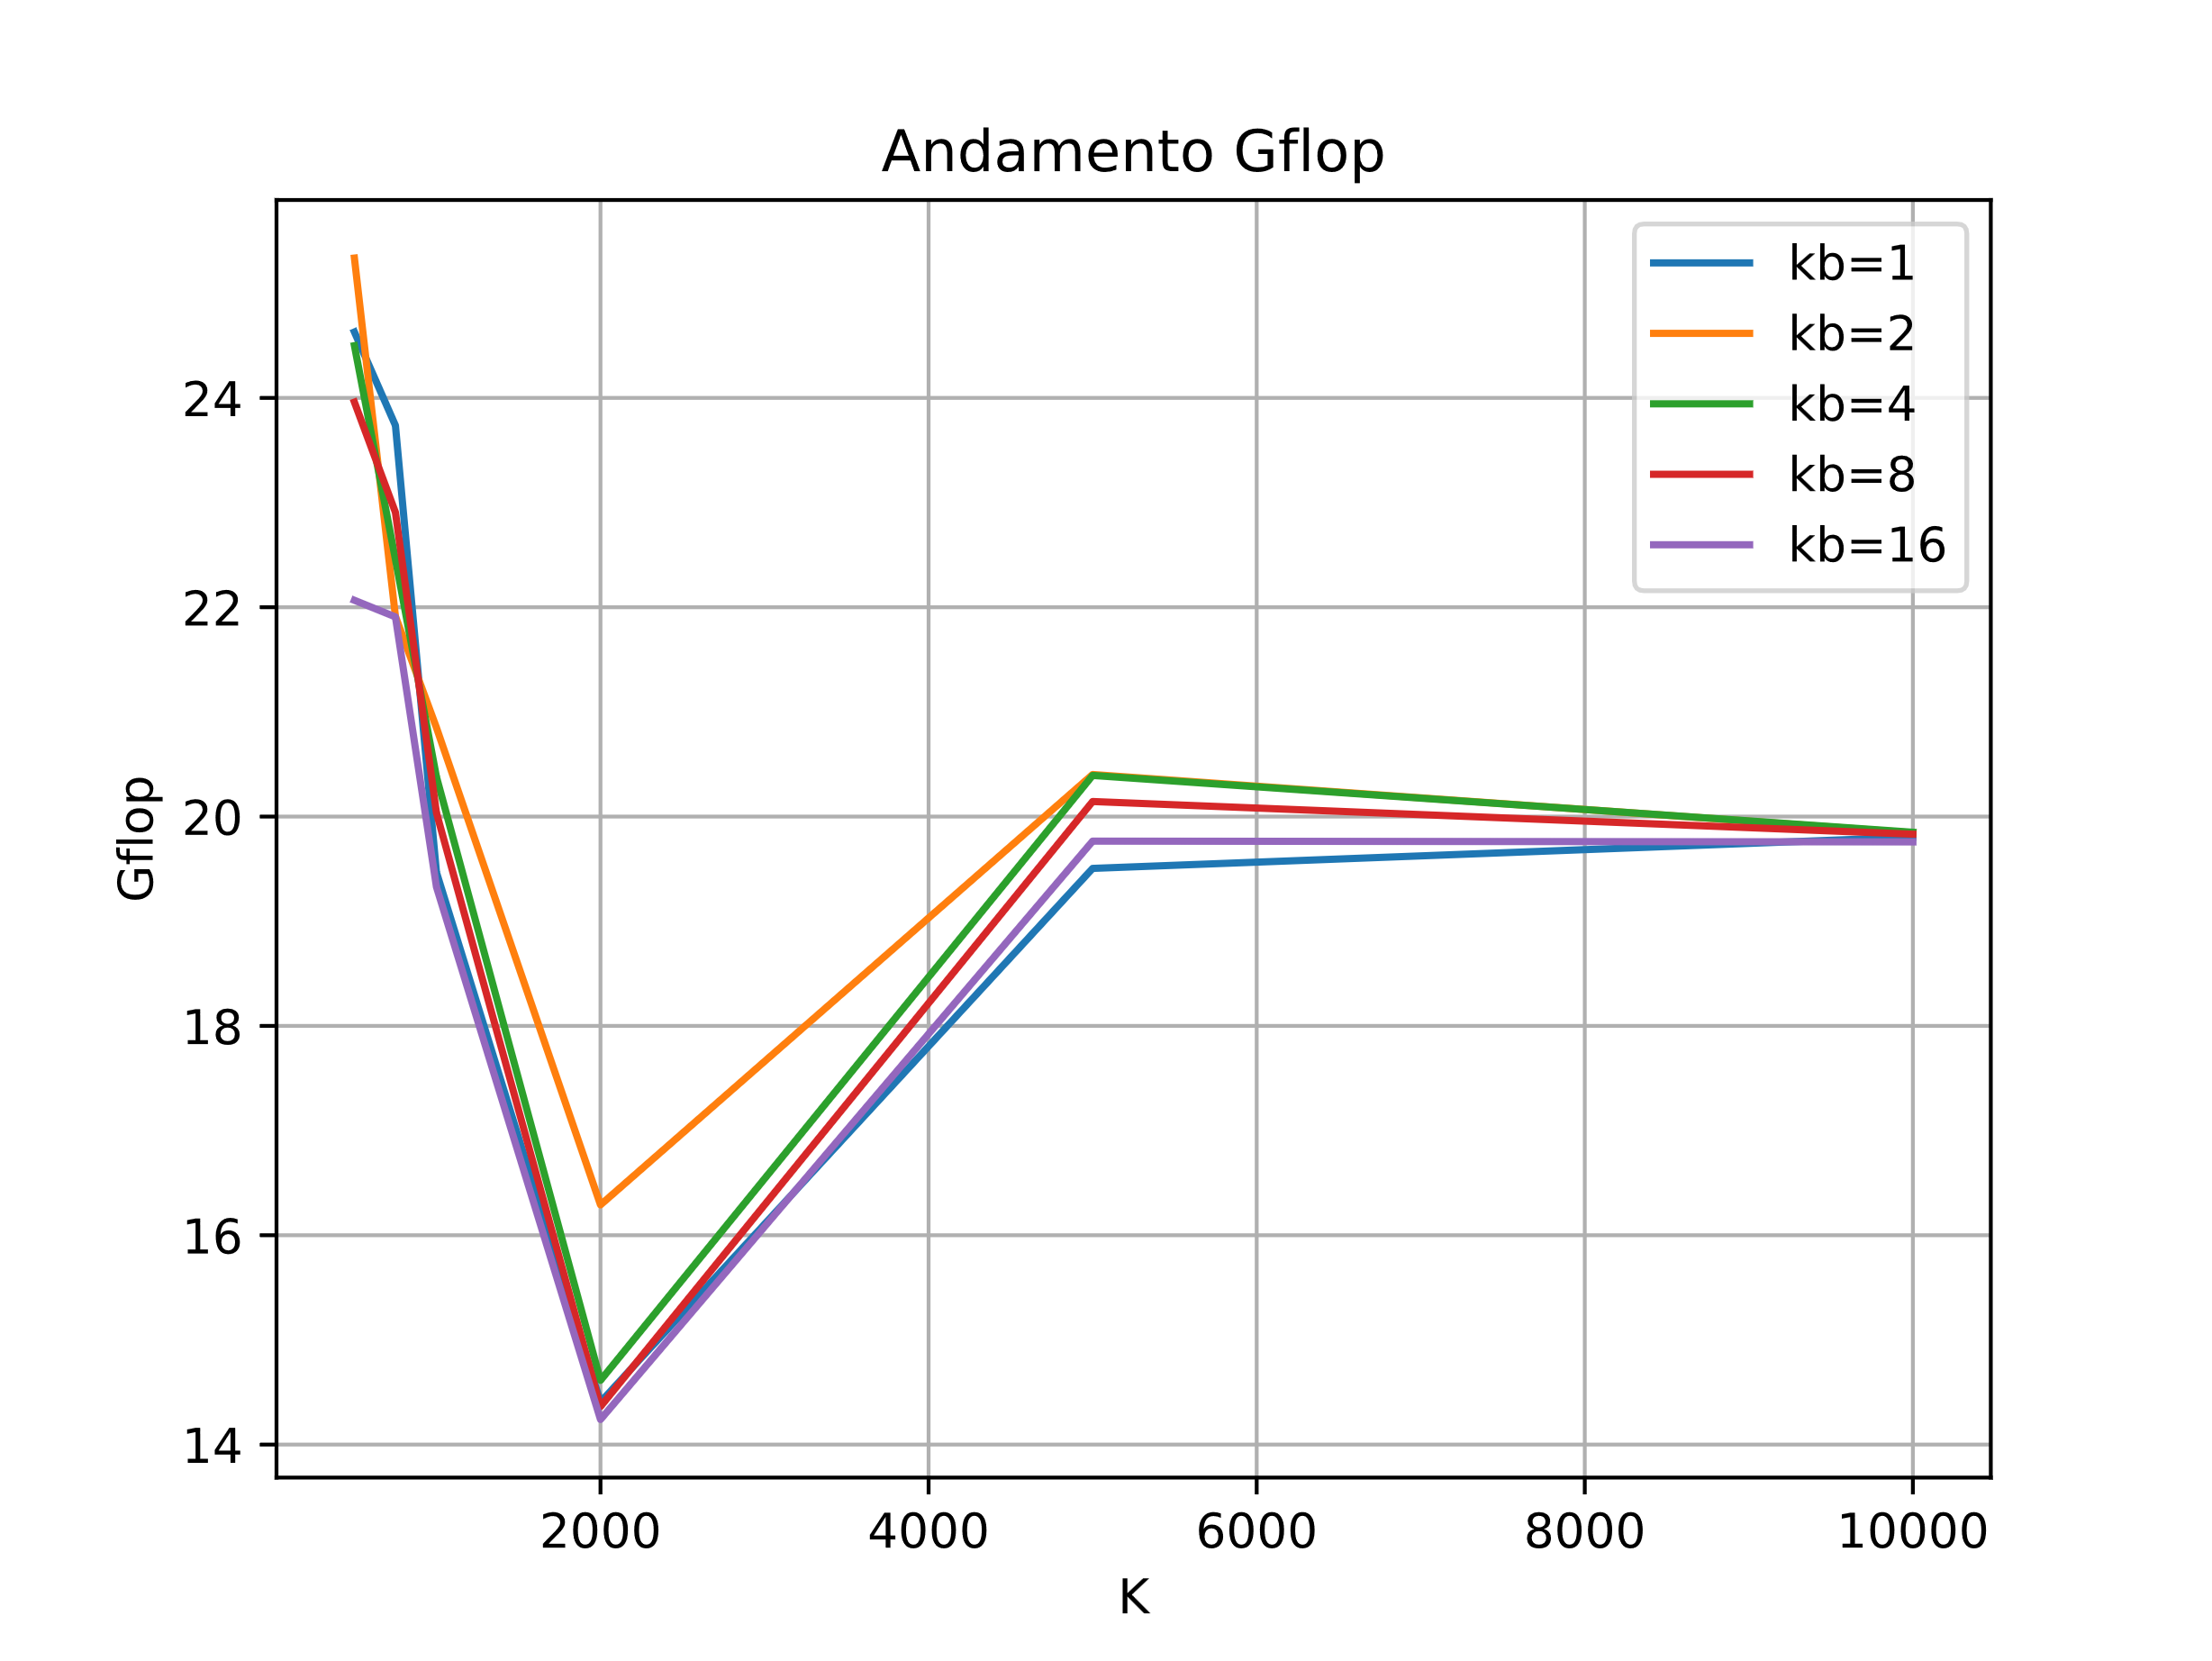 Andamento Gflop
kb=1
kb=2
kb=4
kb=8
kb=16
24
22
20
18
16
14
Gflop
2000 4000 6000 8000 10000
K